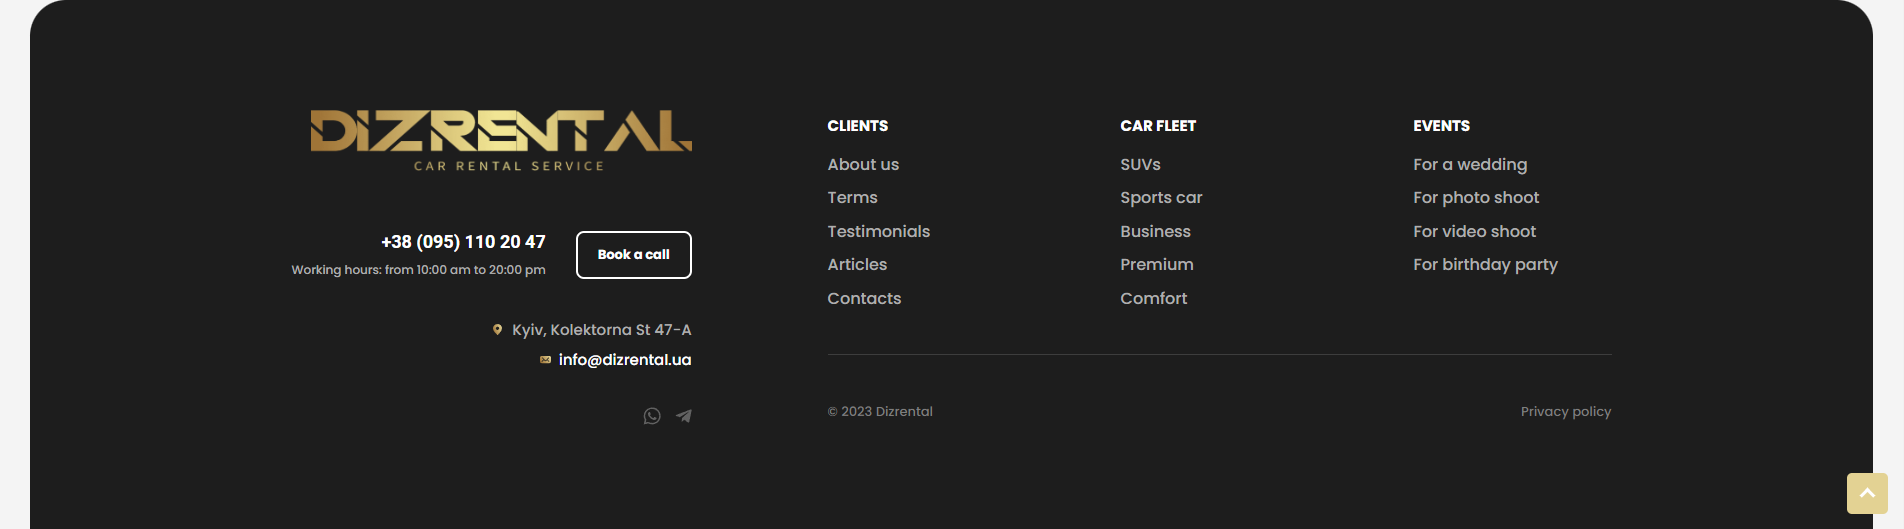 DIZRENTAL
CAR RENTAL SERVICE
+38 (095) 110 20 47
Working hours: from 10:00 am to 20:00 pm
Book a call
Kyiv, Kolektorna St 47-A
info@dizrental.ua
CLIENTS
About us
Terms
Testimonials
Articles
Contacts
CAR FLEET
SUVs
Sports car
Business
Premium
Comfort
EVENTS
For a wedding
For photo shoot
For video shoot
For birthday party
© 2023 Dizrental
Privacy policy